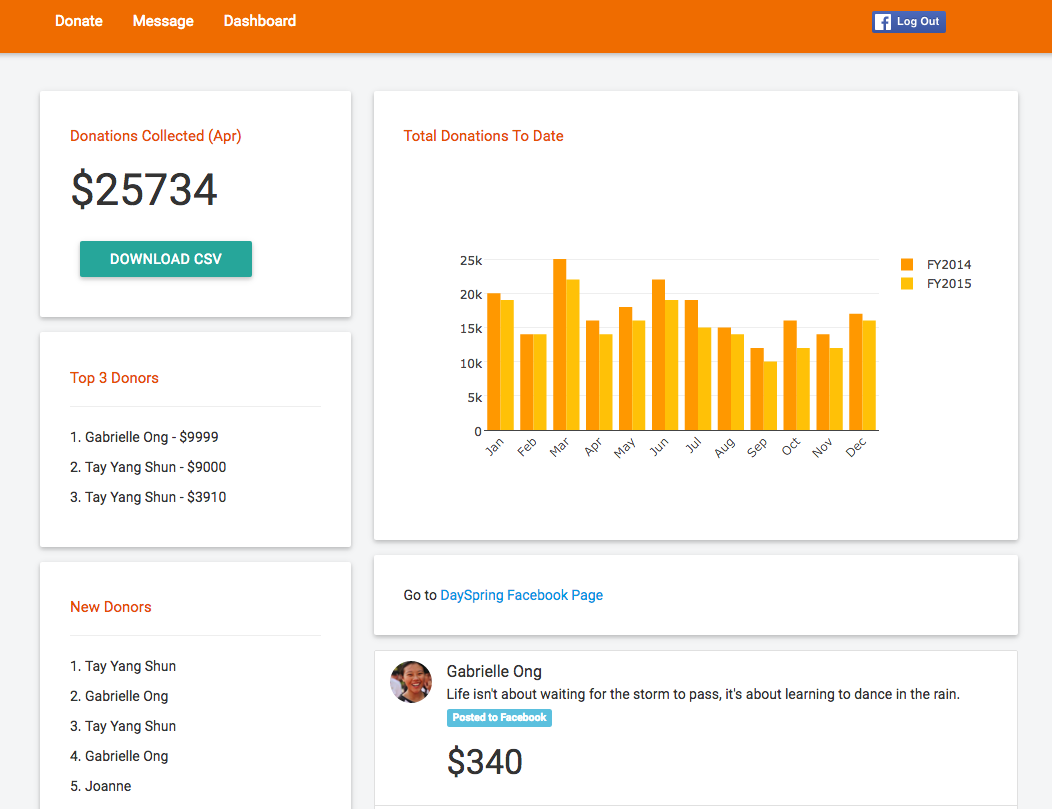 Donate Message Dashboard
Log Out
Donations Collected (Apr)
$25734
DOWNLOAD CSV
Top 3 Donors
1. Gabrielle Ong - $9999
2. Tay Yang Shun - $9000
3. Tay Yang Shun - $3910
New Donors
1. Tay Yang Shun
2. Gabrielle Ong
3. Tay Yang Shun
4. Gabrielle Ong
5. Joanne
Total Donations To Date
25k
20k
15k
10k
5k
0
Jan Feb Mar Apr May Jun Jul Aug Sep Oct Nov Dec
FY2014
FY2015
Go to DaySpring Facebook Page
Gabrielle Ong
Life isn't about waiting for the storm to pass, it's about learning to dance in the rain.
Posted to Facebook
$340